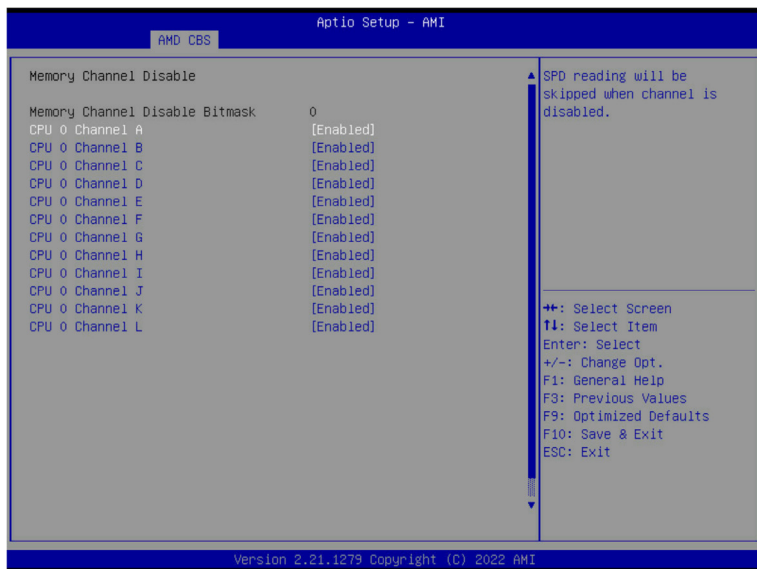 Aptio Setup - AMI
AMD CBS
Memory Channel Disable
Memory Channel Disable Bitmask 0
CPU 0 Channel A [Enabled]
CPU 0 Channel B [Enabled]
CPU 0 Channel C [Enabled]
CPU 0 Channel D [Enabled]
CPU 0 Channel E [Enabled]
CPU 0 Channel F [Enabled]
CPU 0 Channel G [Enabled]
CPU 0 Channel H [Enabled]
CPU 0 Channel I [Enabled]
CPU 0 Channel J [Enabled]
CPU 0 Channel K [Enabled]
CPU 0 Channel L [Enabled]
SPD reading will be
skipped when channel is
disabled.
→←: Select Screen
↑↓: Select Item
Enter: Select
+/-: Change Opt.
F1: General Help
F3: Previous Values
F9: Optimized Defaults
F10: Save & Exit
ESC: Exit
Version 2.21.1279 Copyright (C) 2022 AMI